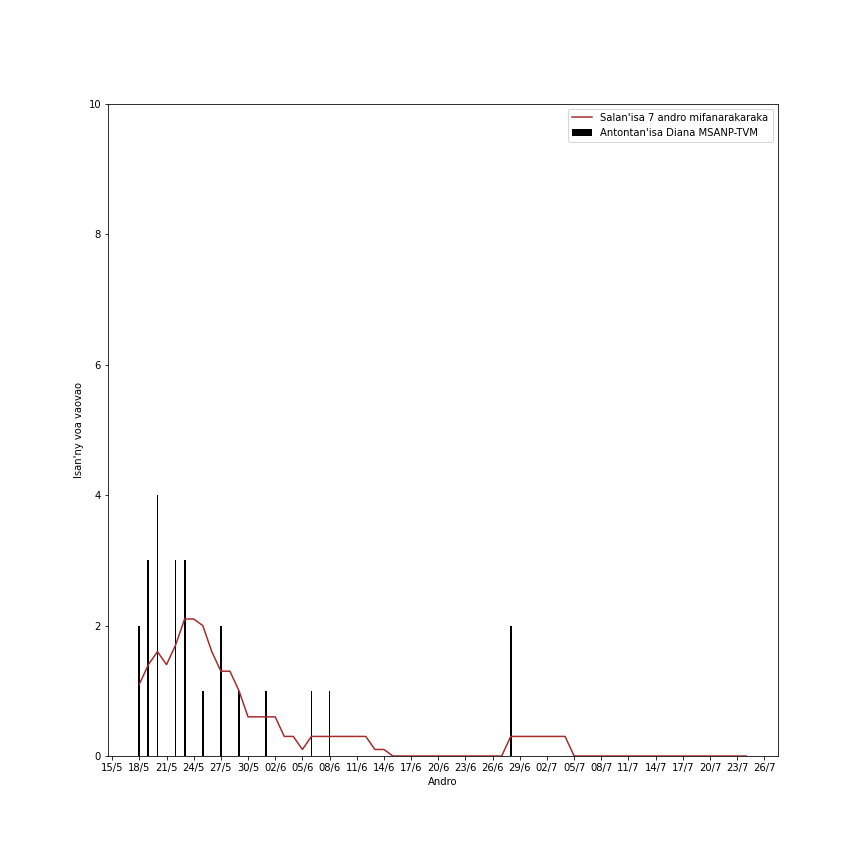 Salan'isa 7 andro mifanarakaraka
Antontan'isa Diana MSANP-TVM
10
8
6
4
2
0
Isan'ny voa vaovao
15/5 18/5 21/5 24/5 27/5 30/5 02/6 05/6 08/6 11/6 14/6 17/6 20/6 23/6 26/6 29/6 02/7 05/7 08/7 11/7 14/7 17/7 20/7 23/7 26/7
Andro